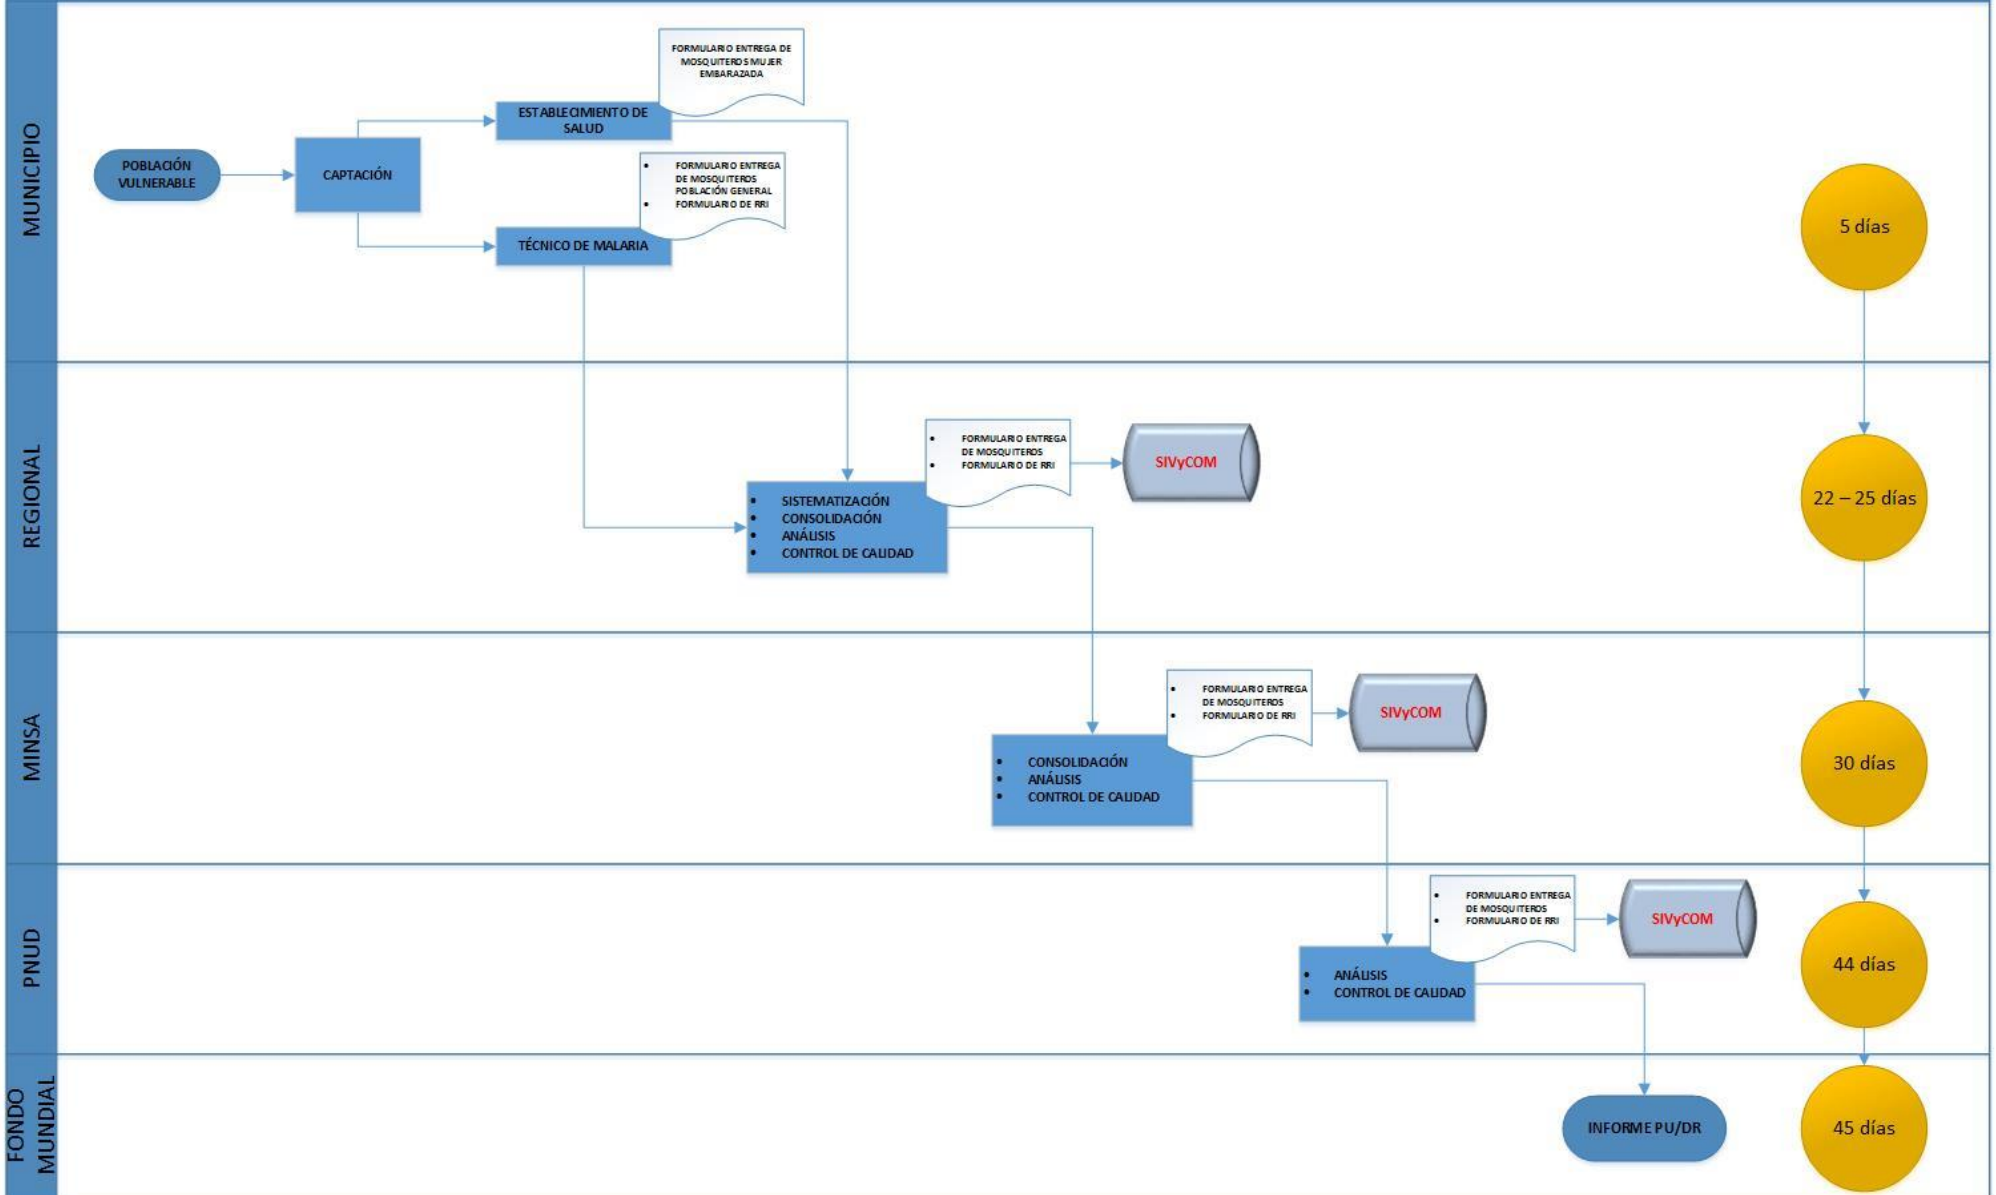 MUNICIPIO
POBLACIÓN
VULNERABLE
CAPTACIÓN
ESTABLECIMIENTO DE
SALUD
FORMULARIO ENTREGA DE
MOSQUITEROS MUJER
EMBARAZADA
TÉCNICO DE MALARIA
• FORMULARIO ENTREGA
DE MOSQUITEROS
POBLACIÓN GENERAL
• FORMULARIO DE RRI
5 días
REGIONAL
• SISTEMATIZACIÓN
• CONSOLIDACIÓN
• ANÁLISIS
• CONTROL DE CALIDAD
• FORMULARIO ENTREGA
DE MOSQUITEROS
• FORMULARIO DE RRI
SIVyCOM
22 – 25 días
MINSA
• CONSOLIDACIÓN
• ANÁLISIS
• CONTROL DE CALIDAD
• FORMULARIO ENTREGA
DE MOSQUITEROS
• FORMULARIO DE RRI
SIVyCOM
30 días
PNUD
• ANÁLISIS
• CONTROL DE CALIDAD
• FORMULARIO ENTREGA
DE MOSQUITEROS
• FORMULARIO DE RRI
SIVyCOM
44 días
FONDO
MUNDIAL
INFORME PU/DR
45 días